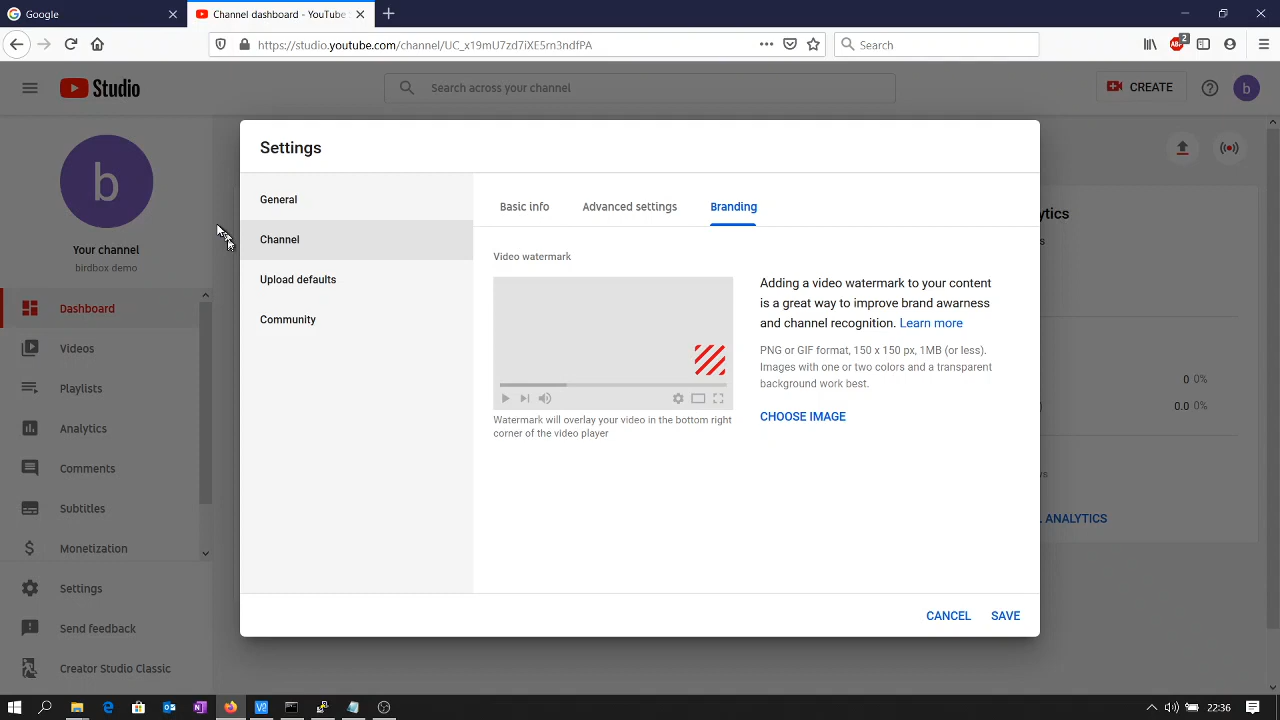 Google
Channel dashboard - YouTube S
https://studio.youtube.com/channel/UC_x19mU7zd7iXE5m3ndfPA
Search
2
Studio
Search across your channel
CREATE
b
b
Your channel
birdbox demo
Dashboard
Videos
Playlists
Analytics
Comments
Subtitles
Monetization
Settings
Send feedback
Creator Studio Classic
Settings
General
Channel
Upload defaults
Community
Basic info
Advanced settings
Branding
Video watermark
Watermark will overlay your video in the bottom right
corner of the video player
Adding a video watermark to your content
is a great way to improve brand awarness
and channel recognition. Learn more
PNG or GIF format, 150 x 150 px, 1MB (or less).
Images with one or two colors and a transparent
background work best.
CHOOSE IMAGE
CANCEL
SAVE
ytics
s
0 0%
) 0.0 0%
ws
L ANALYTICS
22:36